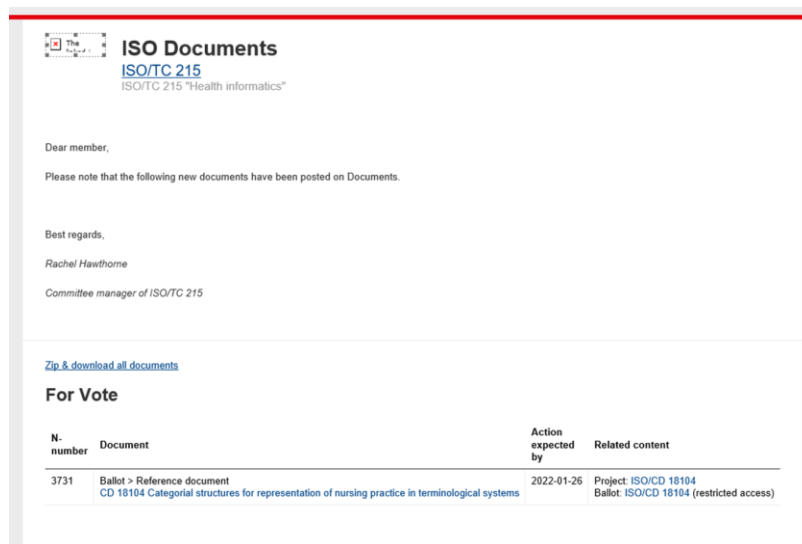 The
ISO Documents
ISO/TC 215
ISO/TC 215 "Health informatics"
Dear member,
Please note that the following new documents have been posted on Documents.
Best regards,
Rachel Hawthorne
Committee manager of ISO/TC 215
Zip & download all documents
For Vote
N-number Document Action expected by Related content
3731 Ballot > Reference document 2022-01-26 Project: ISO/CD 18104
CD 18104 Categorial structures for representation of nursing practice in terminological systems Ballot: ISO/CD 18104 (restricted access)